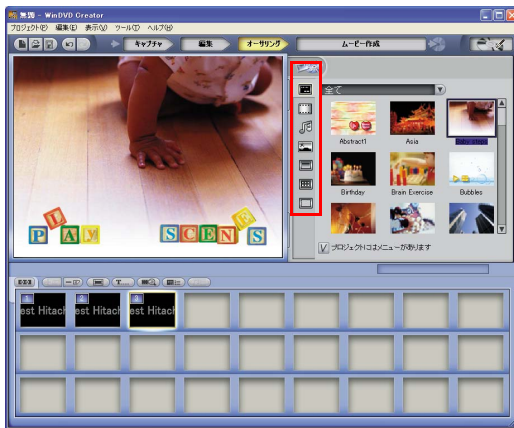 無題 - WinDVD Creator
プロジェクト(P) 編集(E) 表示(V) ツール(T) ヘルプ(H)
キャプチャ 編集 オーサリング ムービー作成
全て
Abstract1 Asia
Birthday Brain Exercise Bubbles
プロジェクトにはメニューがあります
PLAY SCENES
1 2 3
est Hitach est Hitach est Hitach